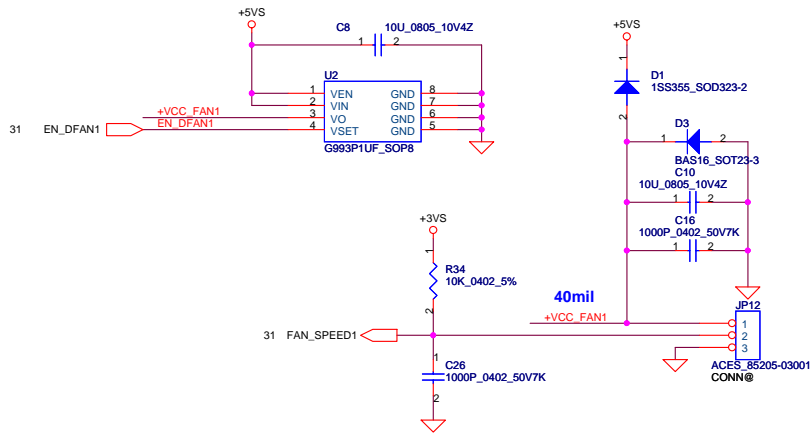 +5VS
C8
10U_0805_10V4Z
1
2
U2
1 VEN GND 8
2 VIN GND 7
3 VO GND 6
4 VSET GND 5
G993P1UF_SOP8
+VCC_FAN1
31 EN_DFAN1
EN_DFAN1
+5VS
1
D1
1SS355_SOD323-2
2
D3
1
2
BAS16_SOT23-3
C10
10U_0805_10V4Z
1
2
C16
1000P_0402_50V7K
1
2
+3VS
1
R34
10K_0402_5%
2
40mil
+VCC_FAN1
JP12
1
2
3
ACES_85205-03001
CONN@
31 FAN_SPEED1
1
C26
1000P_0402_50V7K
2